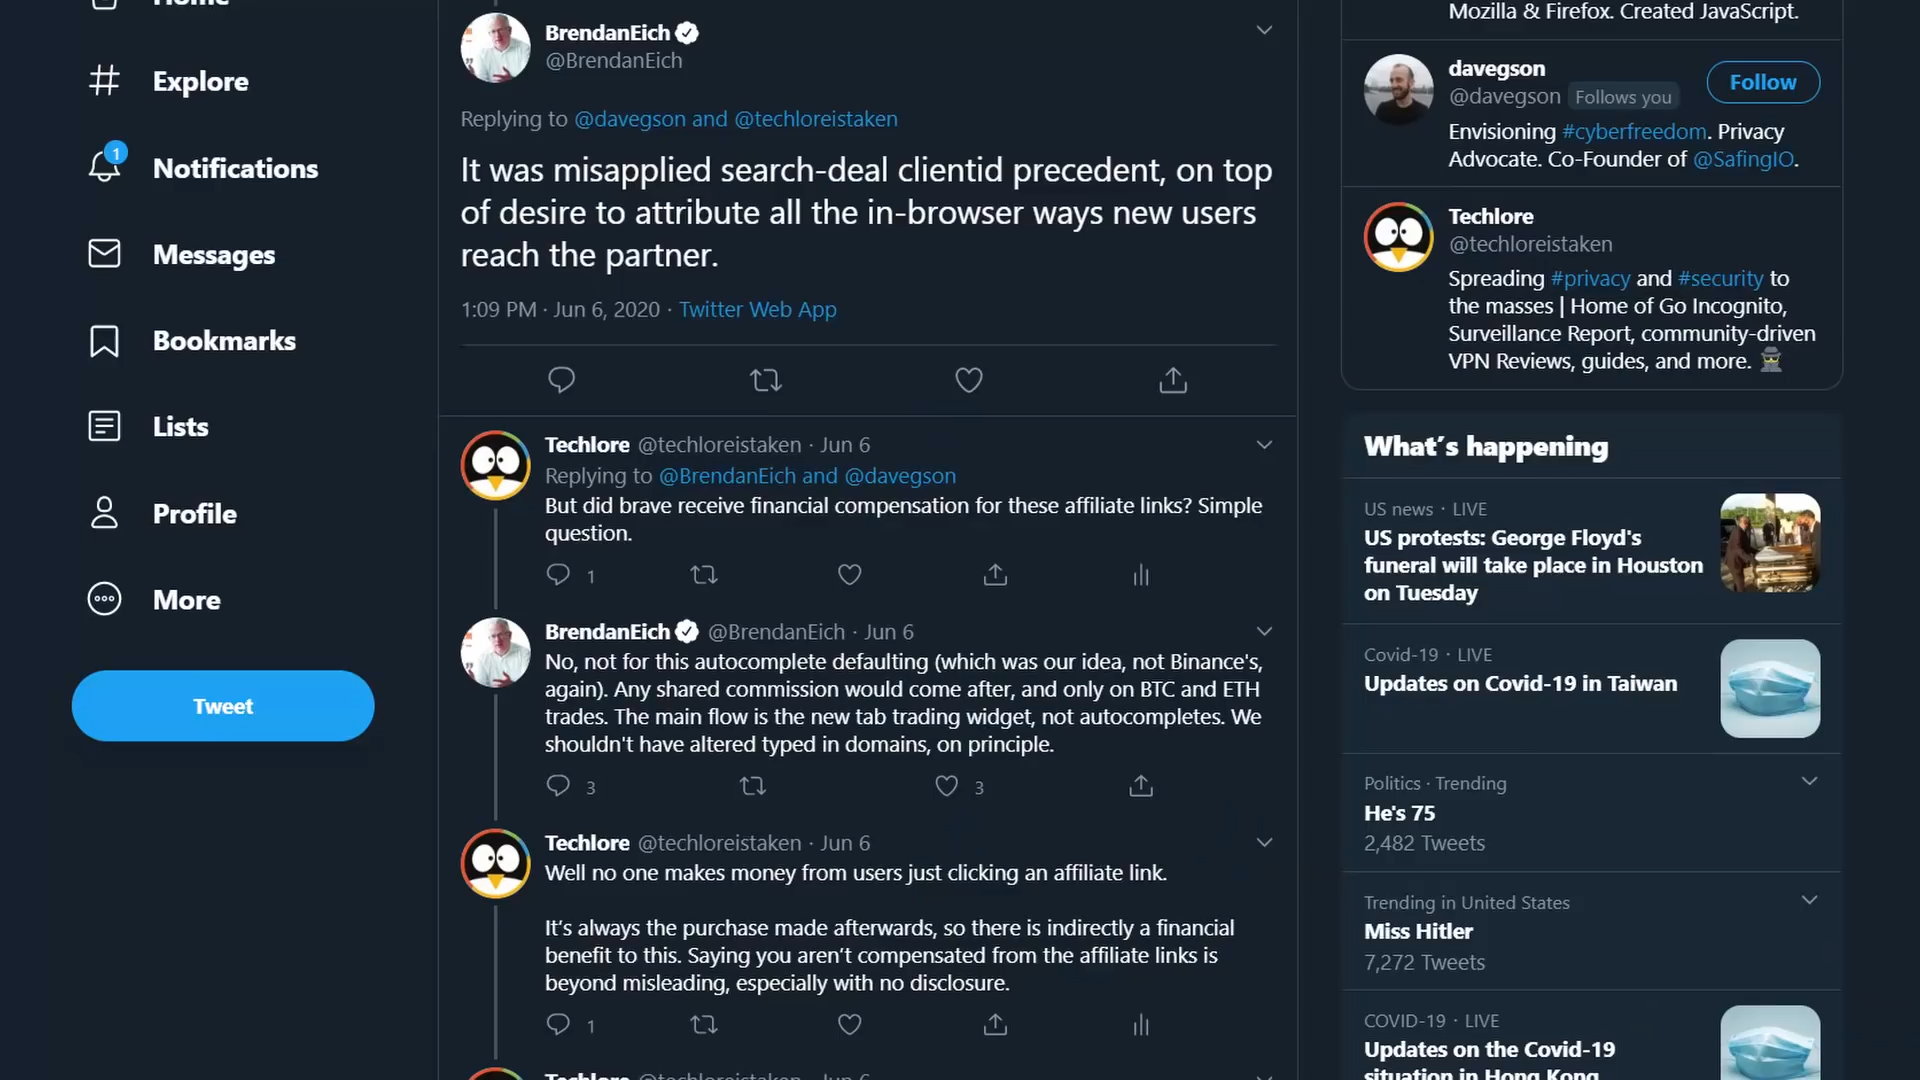 Home
Explore
1
Notifications
Messages
Bookmarks
Lists
Profile
More
Tweet
BrendanEich
@BrendanEich
Replying to @davegson and @techloreistaken
It was misapplied search-deal clientid precedent, on top
of desire to attribute all the in-browser ways new users
reach the partner.
1:09 PM · Jun 6, 2020 · Twitter Web App
Techlore @techloreistaken · Jun 6
Replying to @BrendanEich and @davegson
But did brave receive financial compensation for these affiliate links? Simple
question.
1
BrendanEich @BrendanEich · Jun 6
No, not for this autocomplete defaulting (which was our idea, not Binance's,
again). Any shared commission would come after, and only on BTC and ETH
trades. The main flow is the new tab trading widget, not autocompletes. We
shouldn't have altered typed in domains, on principle.
3
3
Techlore @techloreistaken · Jun 6
Well no one makes money from users just clicking an affiliate link.
It's always the purchase made afterwards, so there is indirectly a financial
benefit to this. Saying you aren't compensated from the affiliate links is
beyond misleading, especially with no disclosure.
1
Techlore @techloreistaken · Jun 6
Mozilla & Firefox. Created JavaScript.
davegson
@davegson Follows you
Follow
Envisioning #cyberfreedom. Privacy
Advocate. Co-Founder of @SafingIO.
Techlore
@techloreistaken
Spreading #privacy and #security to
the masses | Home of Go Incognito,
Surveillance Report, community-driven
VPN Reviews, guides, and more.
What's happening
US news · LIVE
US protests: George Floyd's
funeral will take place in Houston
on Tuesday
Covid-19 · LIVE
Updates on Covid-19 in Taiwan
Politics · Trending
He's 75
2,482 Tweets
Trending in United States
Miss Hitler
7,272 Tweets
COVID-19 · LIVE
Updates on the Covid-19
situation in Hong Kong